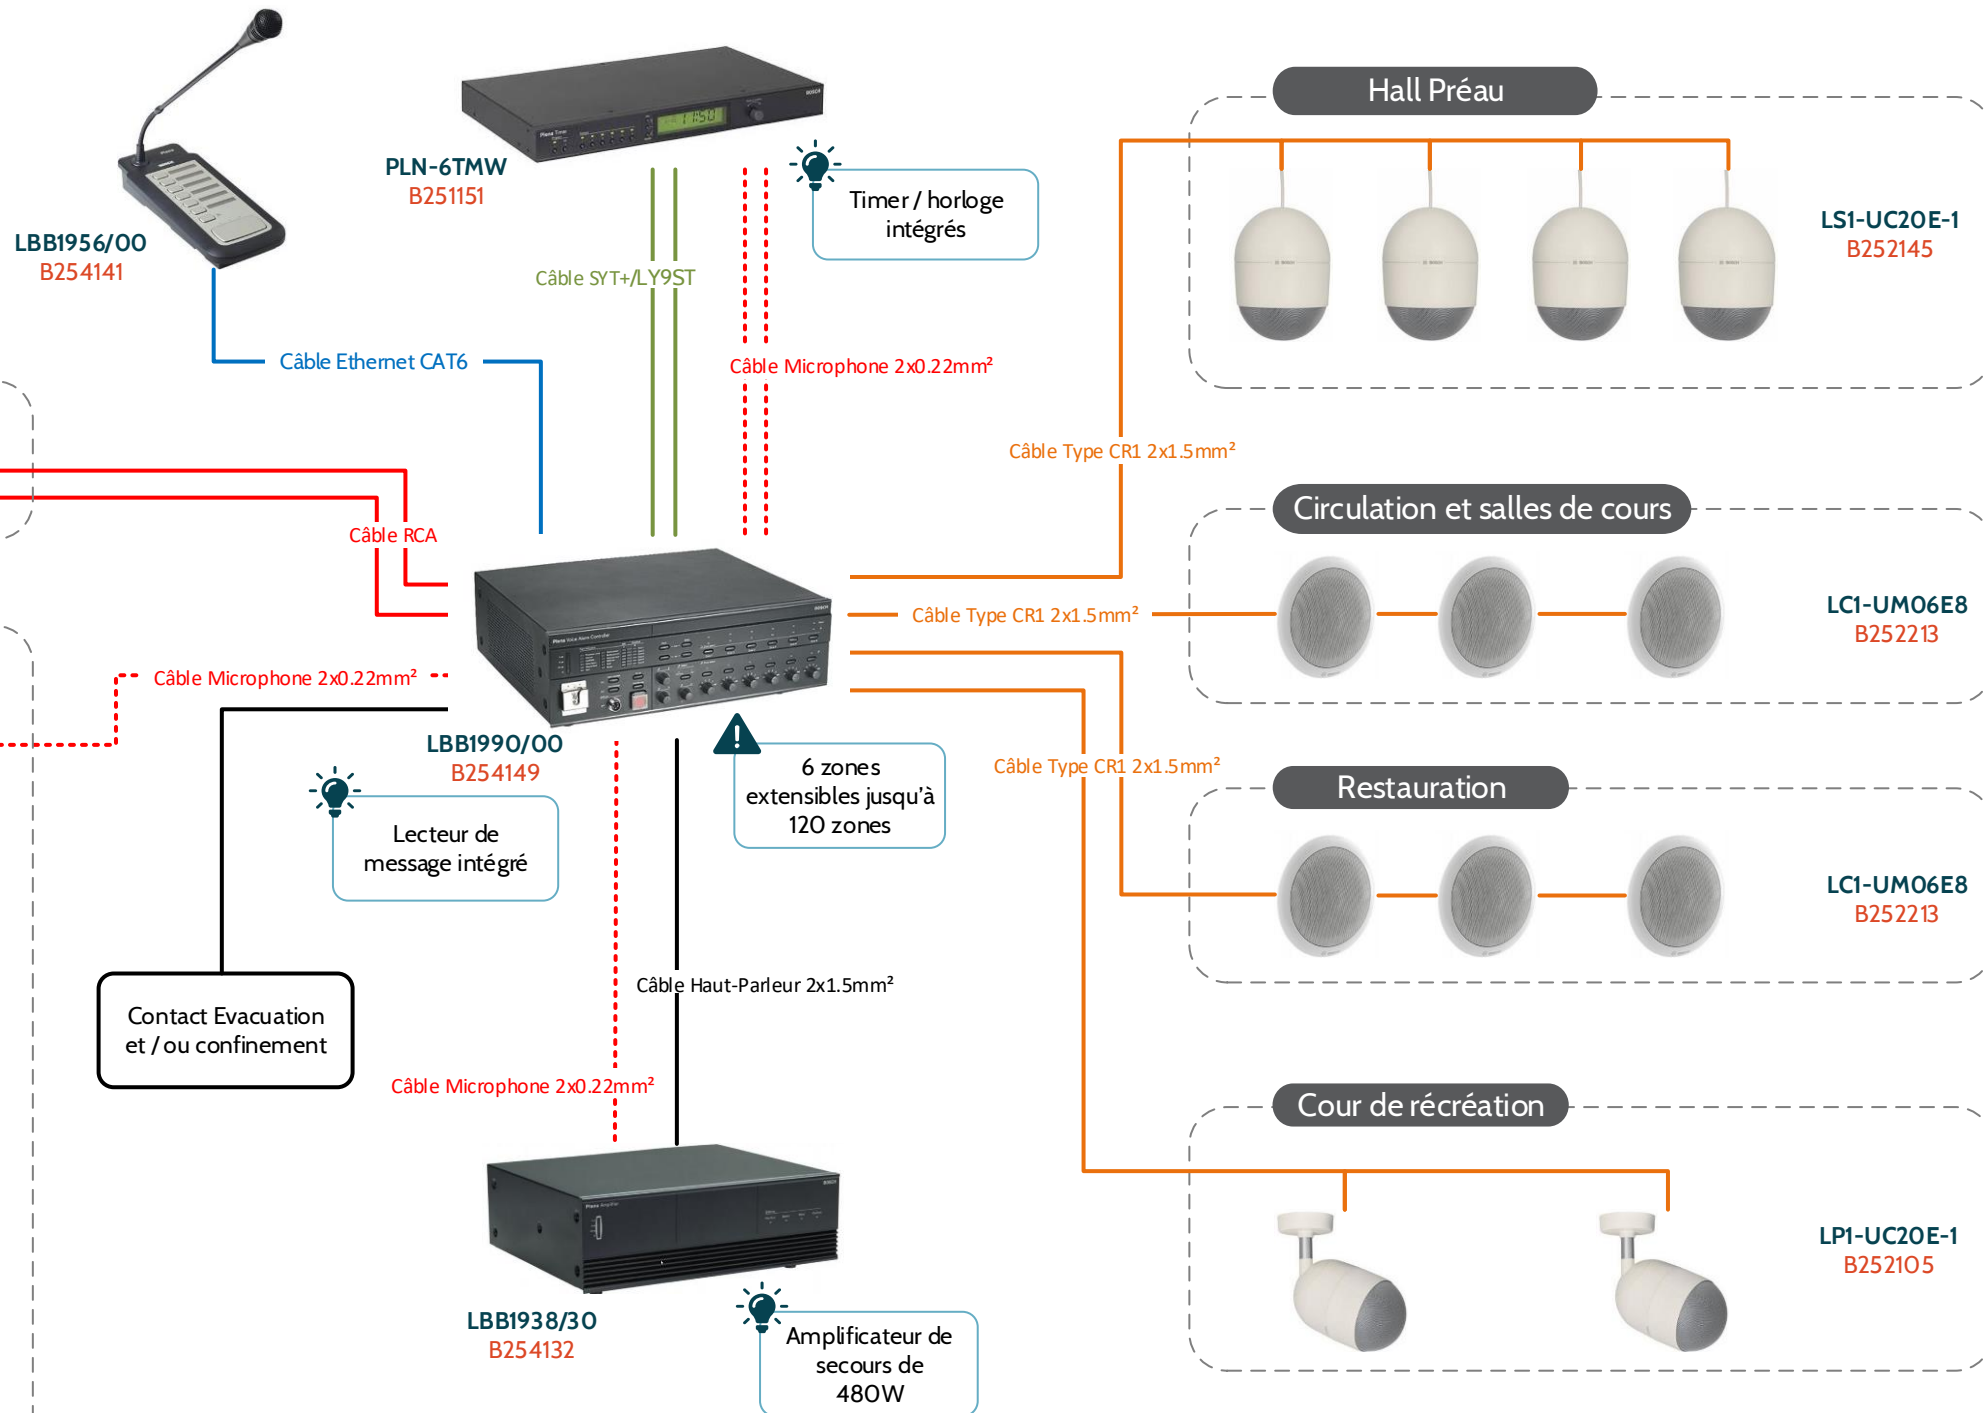 Hall Préau
PLN-6TMW
B251151
Timer / horloge
intégrés
LBB1956/00
B254141
LS1-UC20E-1
B252145
Câble SYT+/LY9ST
Câble Ethernet CAT6
Câble Microphone 2x0.22mm²
Câble Type CR1 2x1.5mm²
Circulation et salles de cours
Câble RCA
Câble Type CR1 2x1.5mm²
LC1-UM06E8
B252213
Câble Microphone 2x0.22mm²
LBB1990/00
B254149
6 zones
extensibles jusqu'à
120 zones
Câble Type CR1 2x1.5mm²
Restauration
Lecteur de
message intégré
LC1-UM06E8
B252213
Câble Haut-Parleur 2x1.5mm²
Contact Evacuation
et / ou confinement
Câble Microphone 2x0.22mm²
Cour de récréation
LP1-UC20E-1
B252105
LBB1938/30
B254132
Amplificateur de
secours de
480W